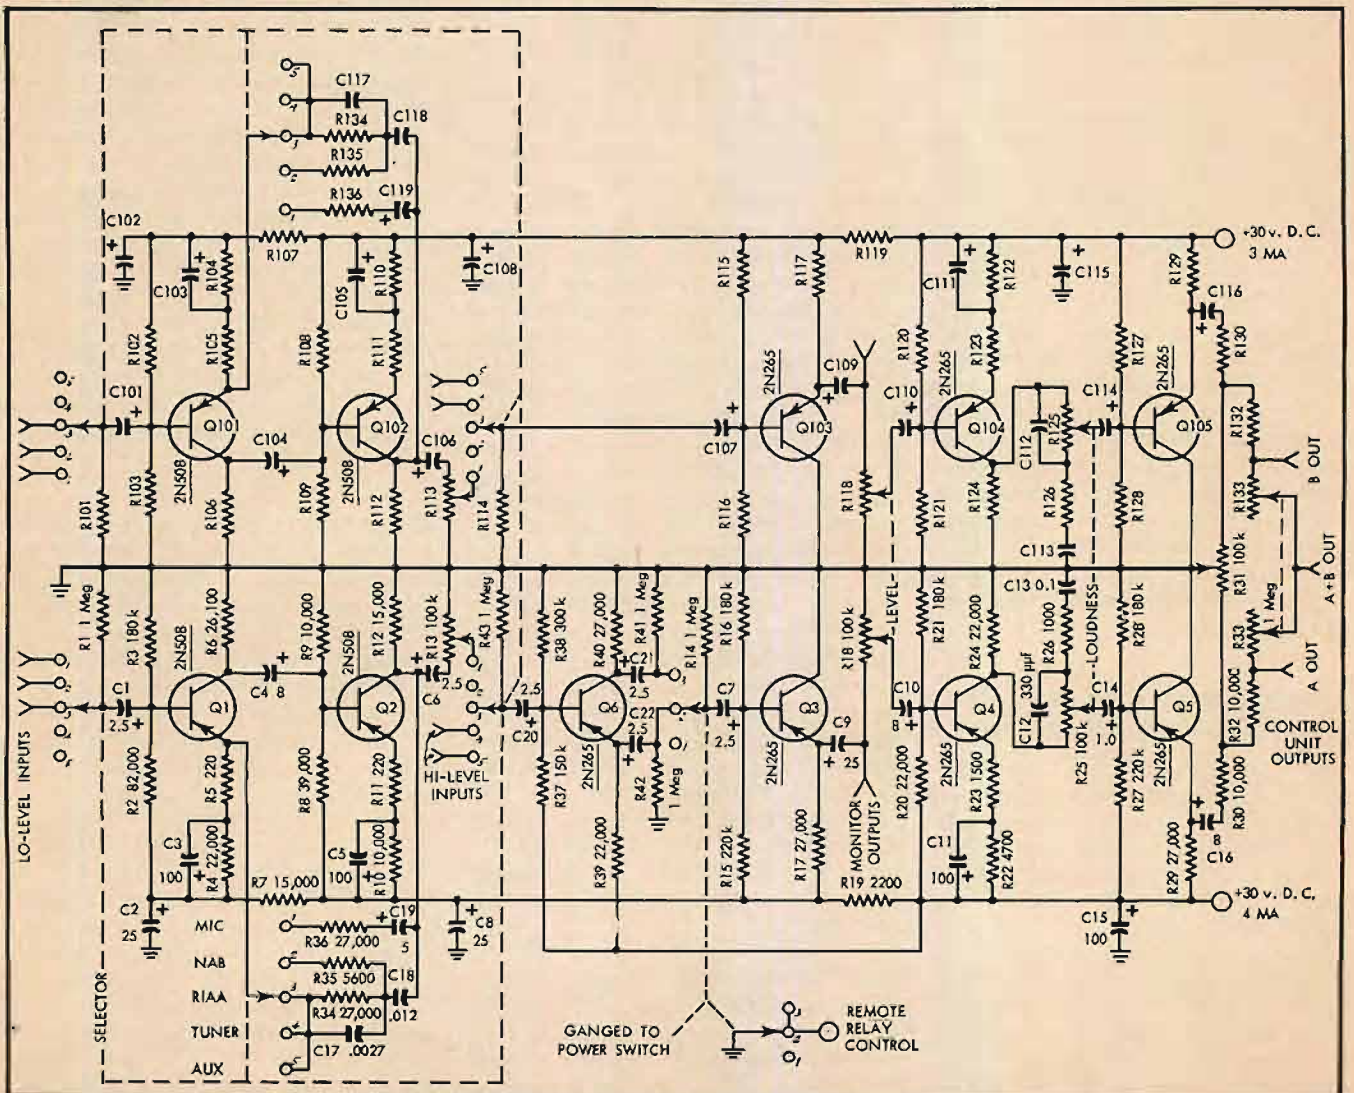 C117
R134
C118
R135
R136
C119
C102
R107
C103
R104
C105
R110
C108
R115
R117
R119
C111
R122
C115
R129
+30 v. D. C.
3 MA
C116
R102
R105
R108
R111
R120
R123
R127
R130
2N265
C109
2N265
2N265
C101
Q101
Q102
C110
C114
Q103
Q104
C112
R125
Q105
R132
C104
C106
C107
R103
2N508
R109
2N508
R113
R118
B OUT
R101
R106
R112
R114
R116
R121
R124
R126
R128
R133
C113
LEVEL
LOUDNESS
A+B OUT
R1 1 Meg
R3 180 k
R6 26,100
R9 10,000
R12 15,000
R13 100 k
R43 1 Meg
R38 300 k
R40 27,000
R41 1 Meg
R14 1 Meg
R16 180 k
R18 100 k
R21 180 k
R24 22,000
C13 0.1
R26 1000
R28 180 k
R31 100 k
1 Meg
R33
2N508
2N508
C4 8
C6
2.5
C21
2.5
A OUT
C1
2.5
Q1
Q2
2.5
C20
Q6
C22
2.5
C7
2.5
Q3
C10
8
Q4
C12 330 µµf
C14
1.0
Q5
R32 10,000
LO-LEVEL INPUTS
HI-LEVEL
INPUTS
R42
1 Meg
C9
25
R25 100 k
CONTROL
UNIT
OUTPUTS
R2 82,000
R5 220
R8 39,000
R11 220
R37 150 k
2N265
2N265
R20 22,000
2N265
R23 1500
R27 220 k
2N265
R30 10,000
C3
100
R4 22,000
C5
100
R10 10,000
R39 22,000
R15 220 k
R17 27,000
MONITOR
OUTPUTS
C11
100
R22 4700
8
C16
R29 27,000
R7 15,000
R19 2200
+30 v. D. C.
4 MA
C2
25
MIC
R36 27,000
C19
5
C8
25
C15
100
NAB
R35 5600
C18
.012
RIAA
R34 27,000
TUNER
C17 .0027
AUX
SELECTOR
GANGED TO
POWER SWITCH
REMOTE
RELAY
CONTROL